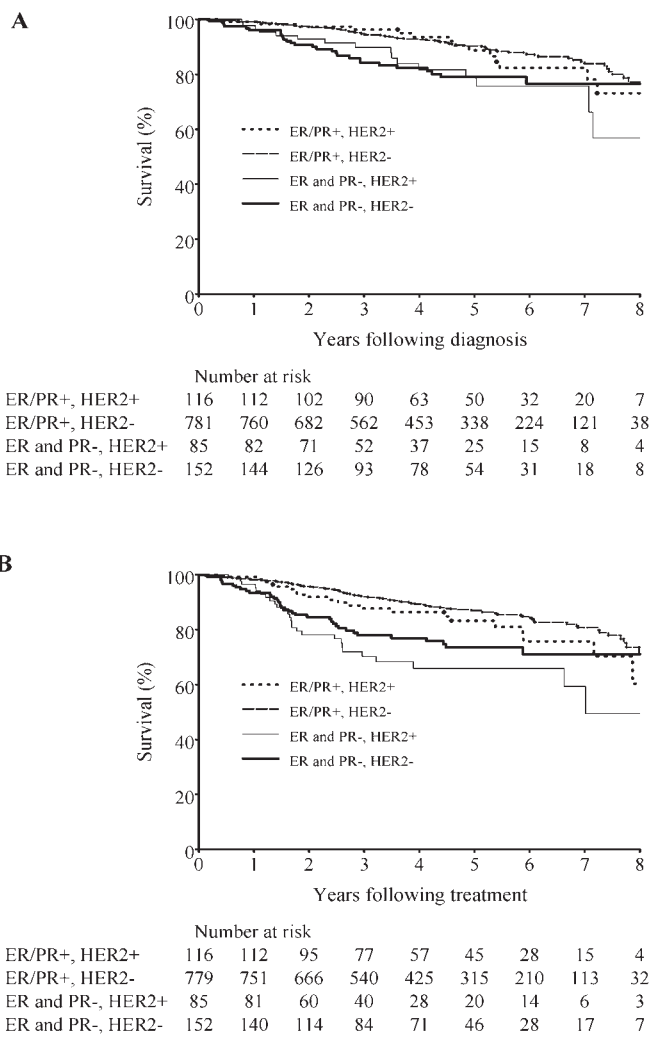 A
100
80
60
40
20
0
Survival (%)
ER/PR+, HER2+
ER/PR+, HER2-
ER and PR-, HER2+
ER and PR-, HER2-
0 1 2 3 4 5 6 7 8
Years following diagnosis
Number at risk
ER/PR+, HER2+ 116 112 102 90 63 50 32 20 7
ER/PR+, HER2- 781 760 682 562 453 338 224 121 38
ER and PR-, HER2+ 85 82 71 52 37 25 15 8 4
ER and PR-, HER2- 152 144 126 93 78 54 31 18 8
B
100
80
60
40
20
0
Survival (%)
ER/PR+, HER2+
ER/PR+, HER2-
ER and PR-, HER2+
ER and PR-, HER2-
0 1 2 3 4 5 6 7 8
Years following treatment
Number at risk
ER/PR+, HER2+ 116 112 95 77 57 45 28 15 4
ER/PR+, HER2- 779 751 666 540 425 315 210 113 32
ER and PR-, HER2+ 85 81 60 40 28 20 14 6 3
ER and PR-, HER2- 152 140 114 84 71 46 28 17 7